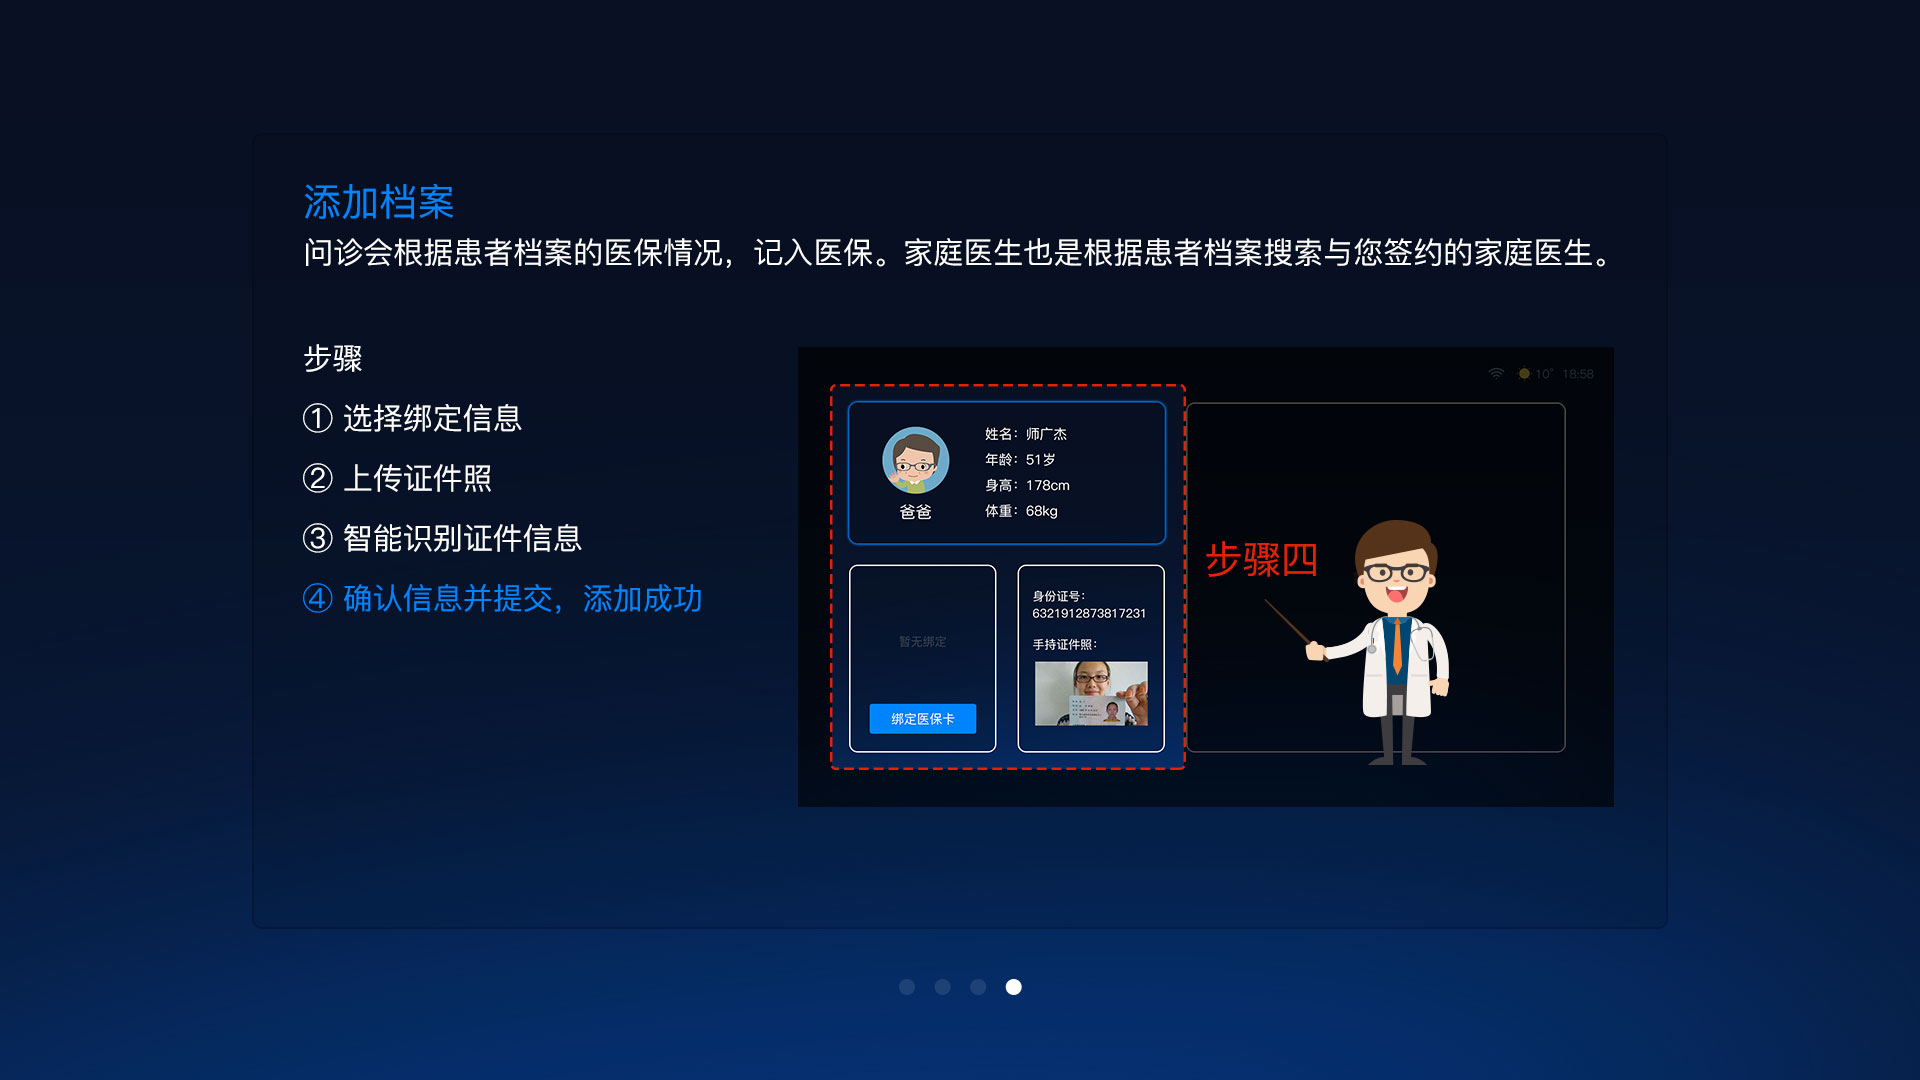 添加档案
问诊会根据患者档案的医保情况，记入医保。家庭医生也是根据患者档案搜索与您签约的家庭医生。
步骤
① 选择绑定信息
② 上传证件照
③ 智能识别证件信息
④ 确认信息并提交，添加成功
10° 18:58
姓名：师广杰
年龄：51岁
身高：178cm
体重：68kg
爸爸
暂无绑定
绑定医保卡
身份证号：
6321912873817231
手持证件照：
步骤四